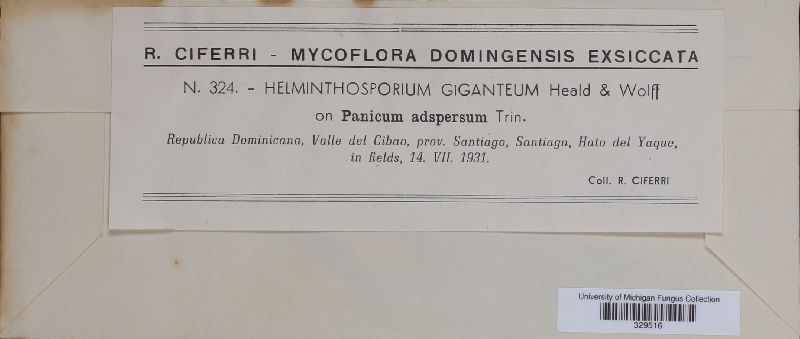 R. CIFERRI - MYCOFLORA DOMINGENSIS EXSICCATA
N. 324. - HELMINTHOSPORIUM GIGANTEUM Heald & Wolff
on Panicum adspersum Trin.
Republica Dominicana, Valle del Cibao, prov. Santiago, Santiago, Hato del Yaque,
in fields, 14. VII. 1931.
Coll. R. CIFERRI
University of Michigan Fungus Collection
329516